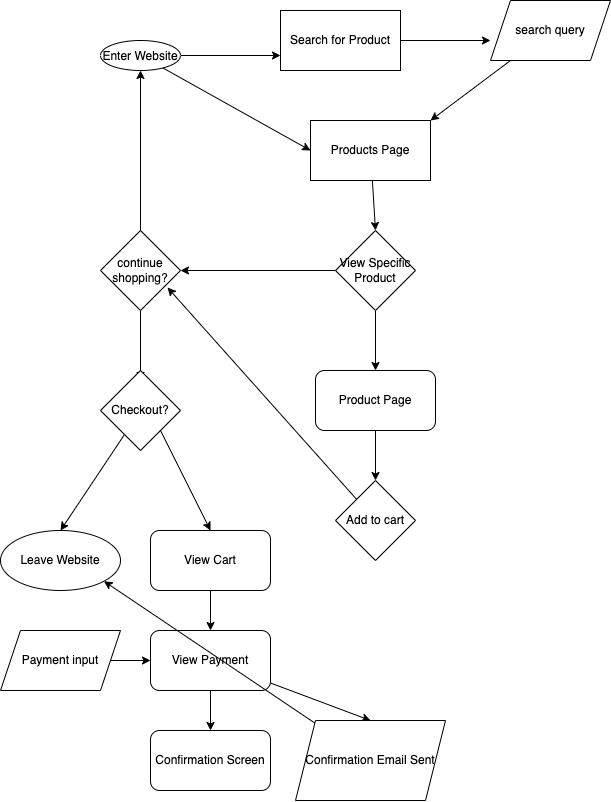 Search for Product
search query
Enter Website
Products Page
continue
shopping?
View Specific
Product
Product Page
Checkout?
Add to cart
Leave Website
View Cart
Payment input
View Payment
Confirmation Screen
Confirmation Email Sent